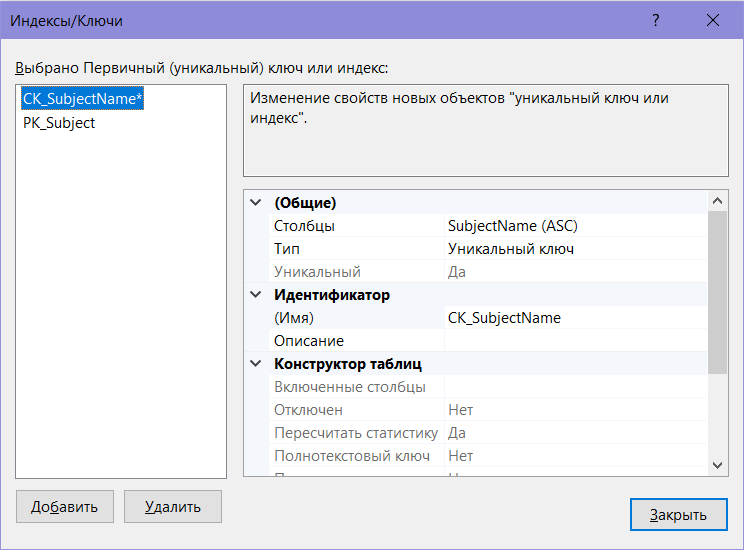 Индексы/Ключи
?
Выбрано Первичный (уникальный) ключ или индекс:
CK_SubjectName*
PK_Subject
Изменение свойств новых объектов "уникальный ключ или
индекс".
(Общие)
Столбцы SubjectName (ASC)
Тип Уникальный ключ
Уникальный Да
Идентификатор
(Имя) CK_SubjectName
Описание
Конструктор таблиц
Включенные столбцы
Отключен Нет
Пересчитать статистику Да
Полнотекстовый ключ Нет
Добавить Удалить
Закрыть